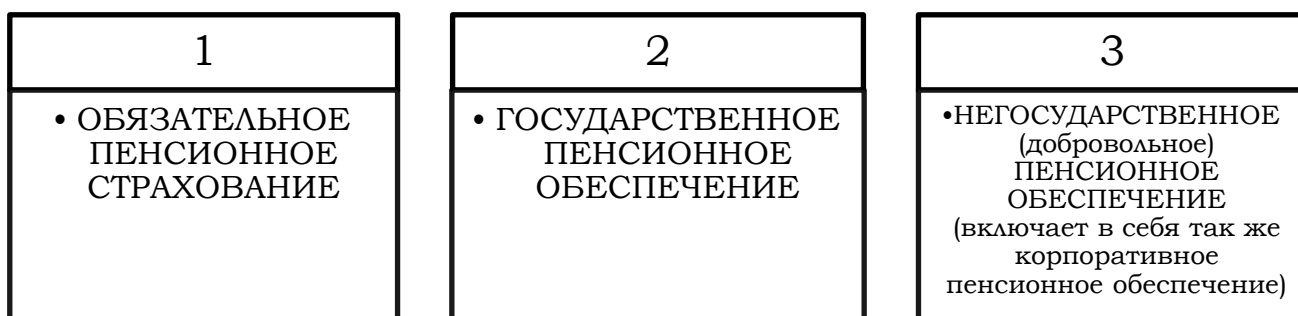 1
• ОБЯЗАТЕЛЬНОЕ
ПЕНСИОННОЕ
СТРАХОВАНИЕ
2
• ГОСУДАРСТВЕННОЕ
ПЕНСИОННОЕ
ОБЕСПЕЧЕНИЕ
3
•НЕГОСУДАРСТВЕННОЕ
(добровольное)
ПЕНСИОННОЕ
ОБЕСПЕЧЕНИЕ
(включает в себя так же
корпоративное
пенсионное обеспечение)